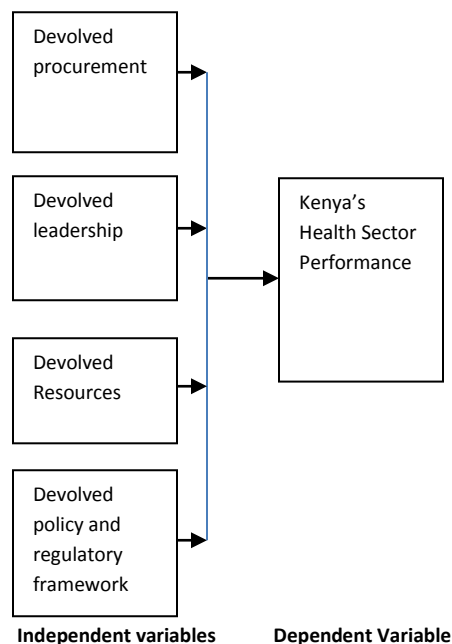 Devolved
procurement
Devolved
leadership
Kenya’s
Health Sector
Performance
Devolved
Resources
Devolved
policy and
regulatory
framework
Independent variables
Dependent Variable